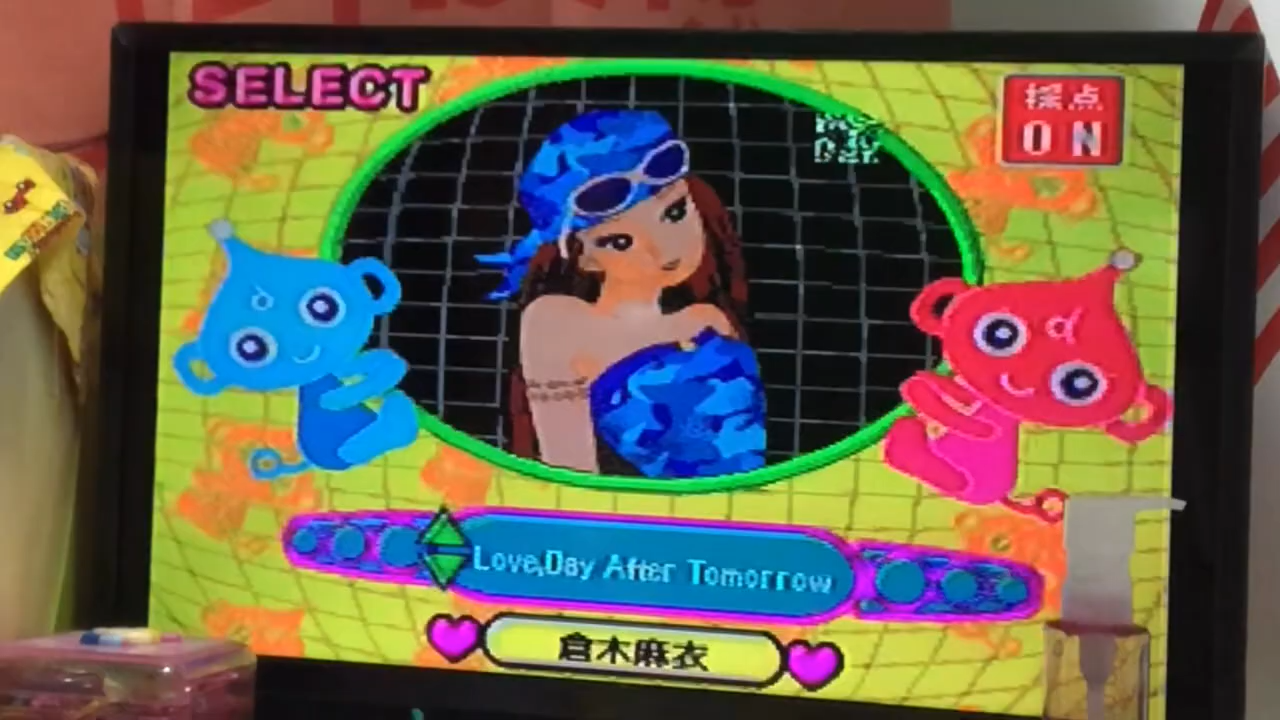 SELECT
採点
ON
Love,Day After Tomorrow
倉木麻衣